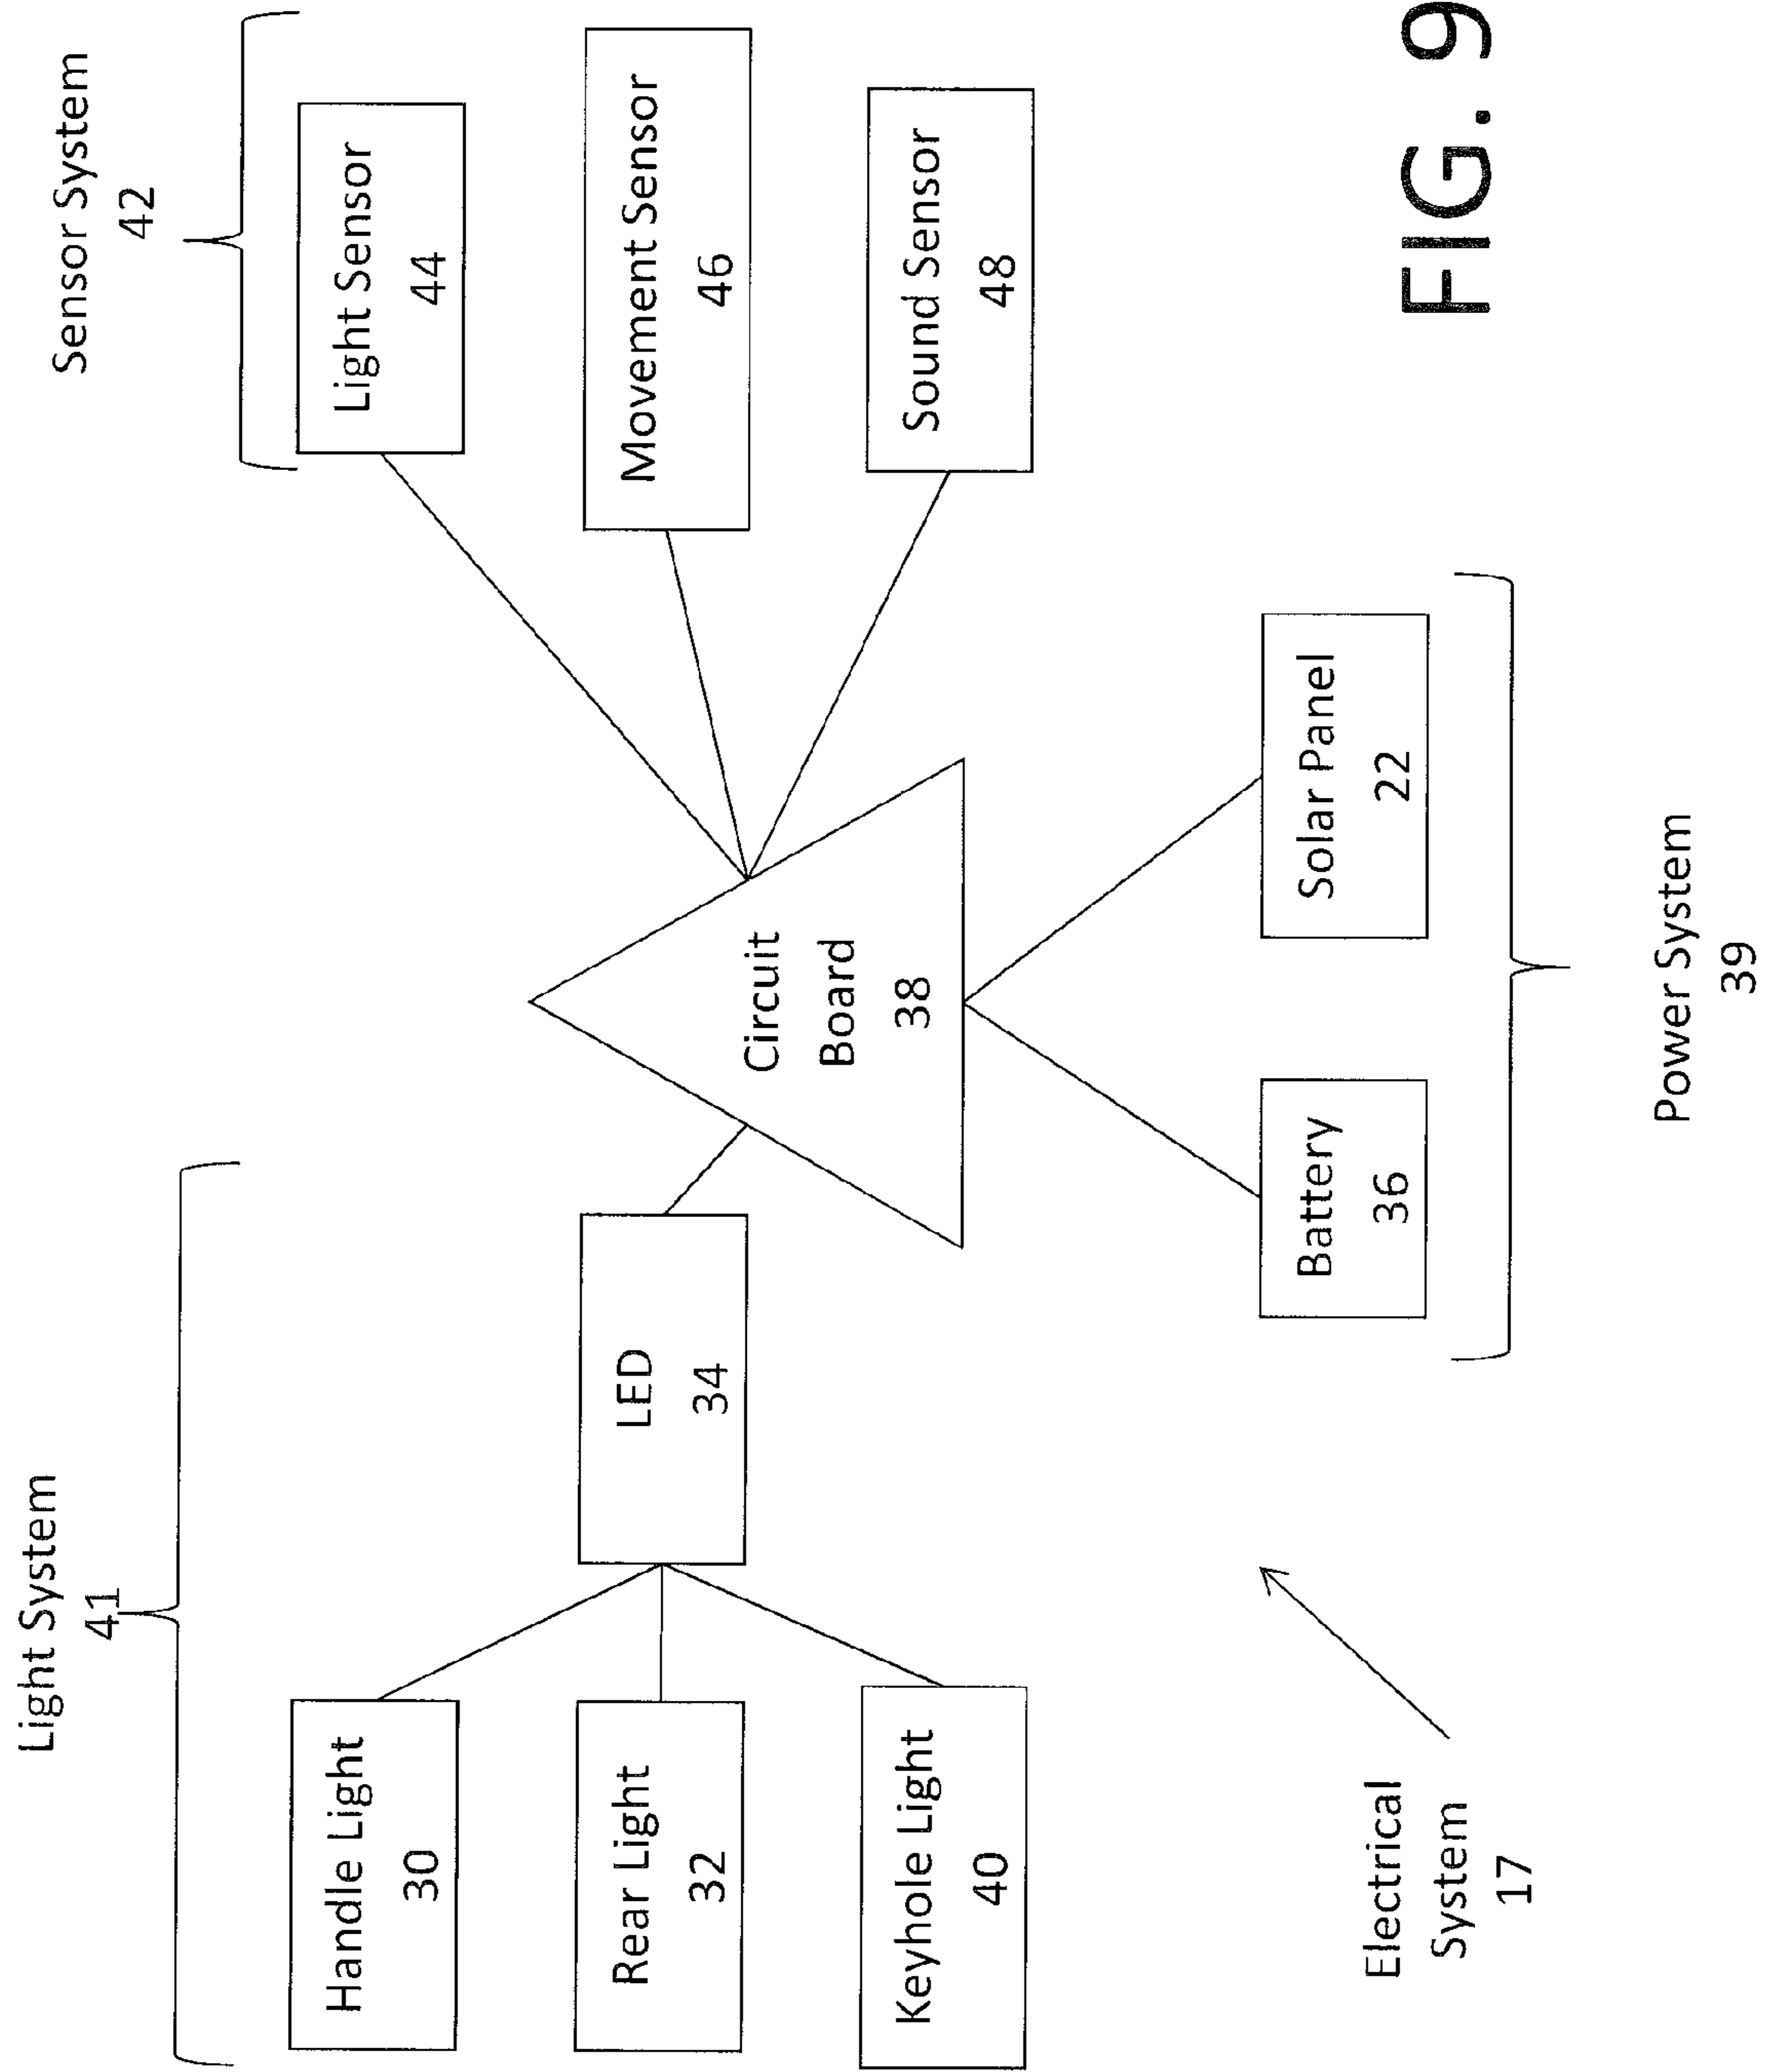 Light System
41
Sensor System
42
Handle Light
30
Rear Light
32
Keyhole Light
40
LED
34
Circuit
Board
38
Light Sensor
44
Movement Sensor
46
Sound Sensor
48
Battery
36
Solar Panel
22
Electrical
System
17
Power System
39
FIG. 9